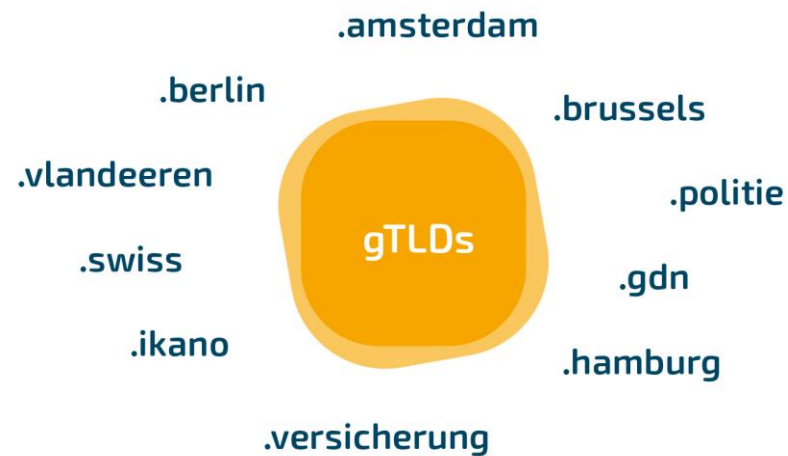 .amsterdam
.berlin
.brussels
.vlandeeren
.politie
gTLDs
.swiss
.gdn
.ikano
.hamburg
.versicherung